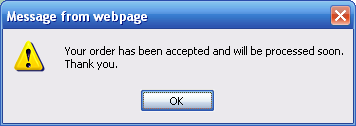 Message from webpage
Your order has been accepted and will be processed soon.
Thank you.
OK